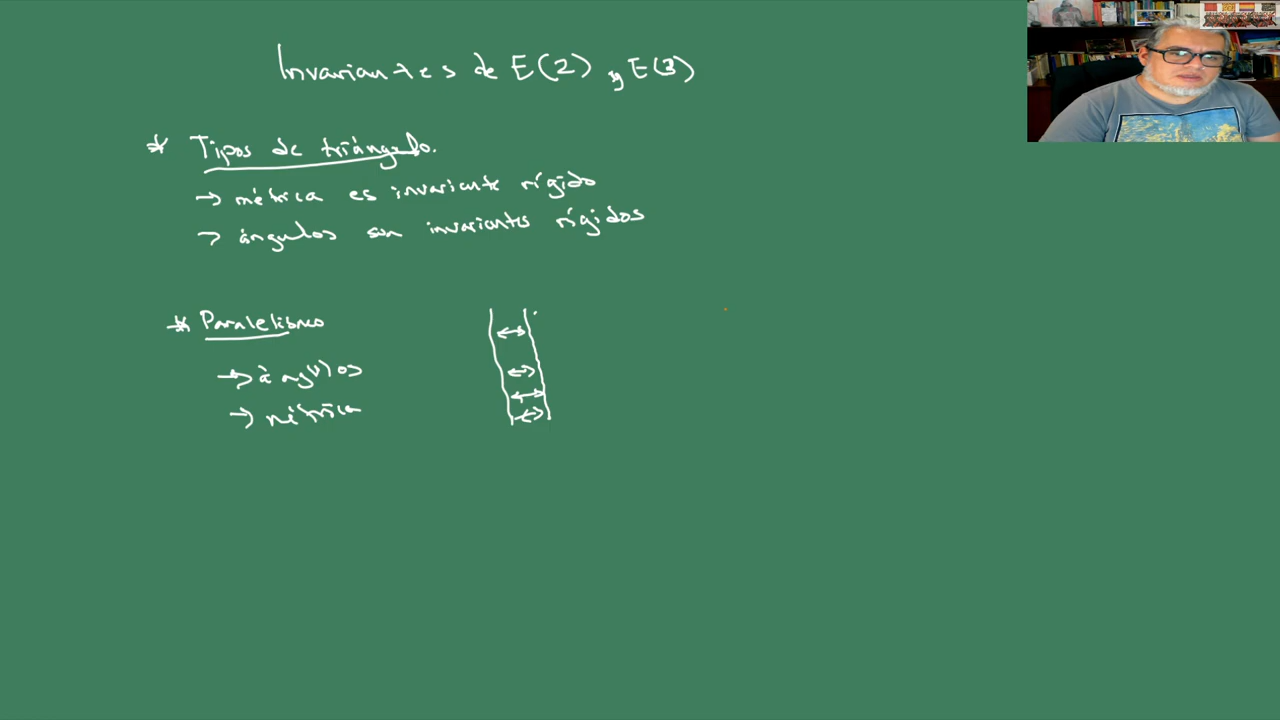 Invariantes de E(2) y E(3)
* Tipos de triángulo.
→ métrica es invariante rígido
→ ángulos son invariantes rígidos
* Paralelismo
→ ángulos
→ métrica